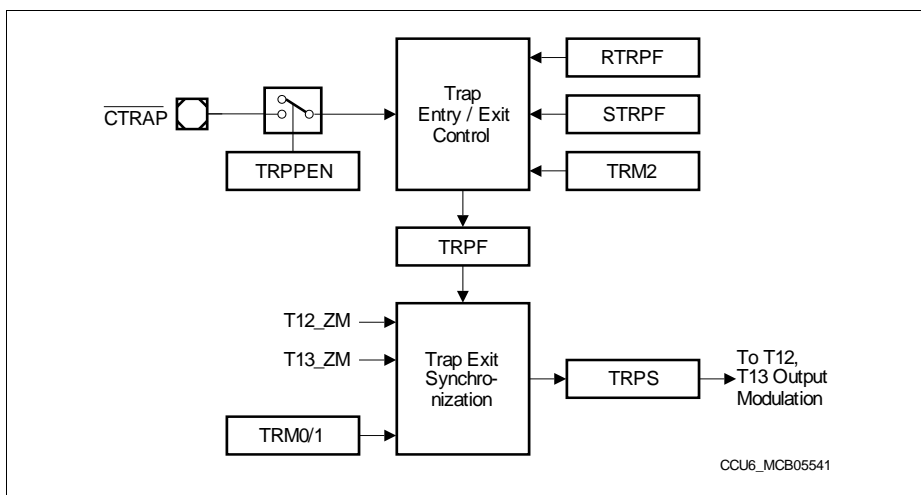 CTRAP
TRPPEN
Trap
Entry / Exit
Control
RTRPF
STRPF
TRM2
TRPF
T12_ZM
T13_ZM
TRM0/1
Trap Exit
Synchro-
nization
TRPS
To T12,
T13 Output
Modulation
CCU6_MCB05541